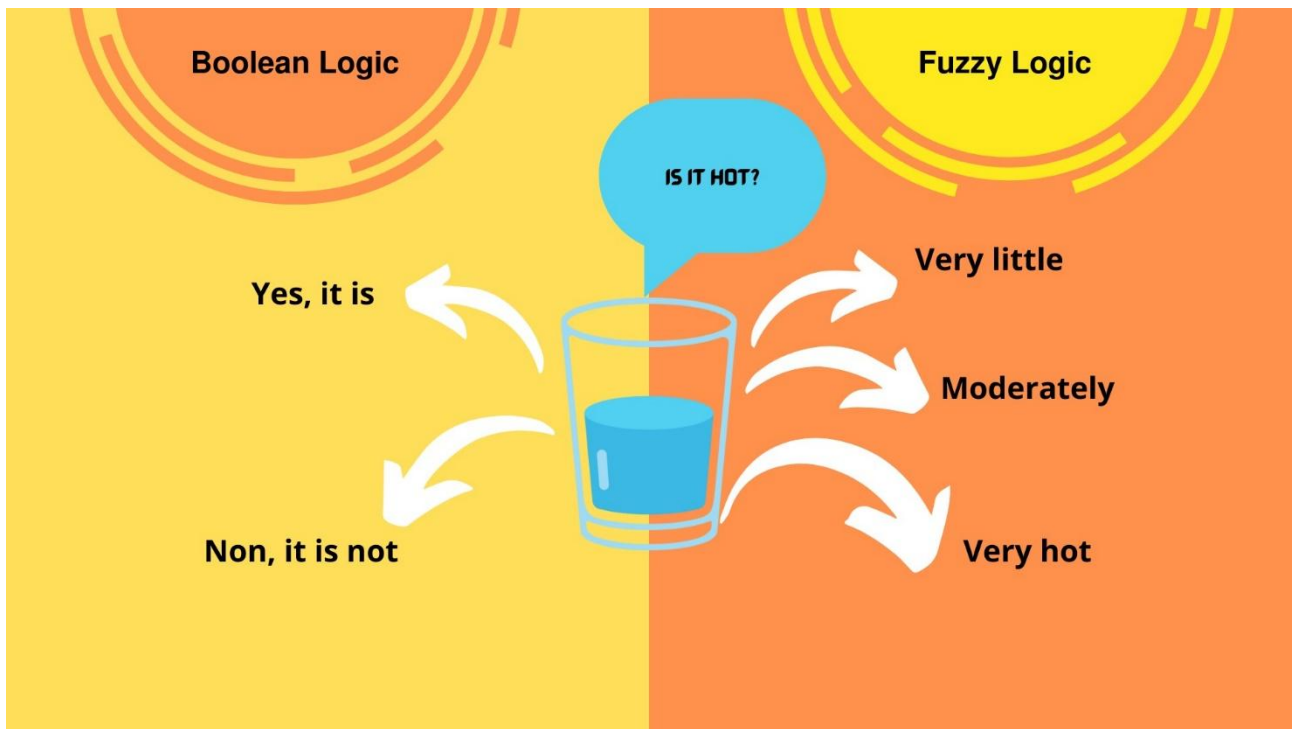 Boolean Logic
Fuzzy Logic
IS IT HOT?
Yes, it is
Non, it is not
Very little
Moderately
Very hot